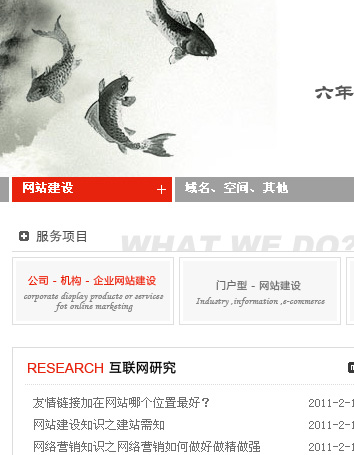 六年
网站建设
域名、空间、其他
服务项目
WHAT WE DO?
公司 - 机构 - 企业网站建设
corporate display products or services
fot online marketing
门户型 - 网站建设
Industry ,information ,e-commerce
RESEARCH 互联网研究
友情链接加在网站哪个位置最好？ 2011-2-1
网站建设知识之建站需知 2011-2-1
网络营销知识之网络营销如何做好做精做强 2011-2-1